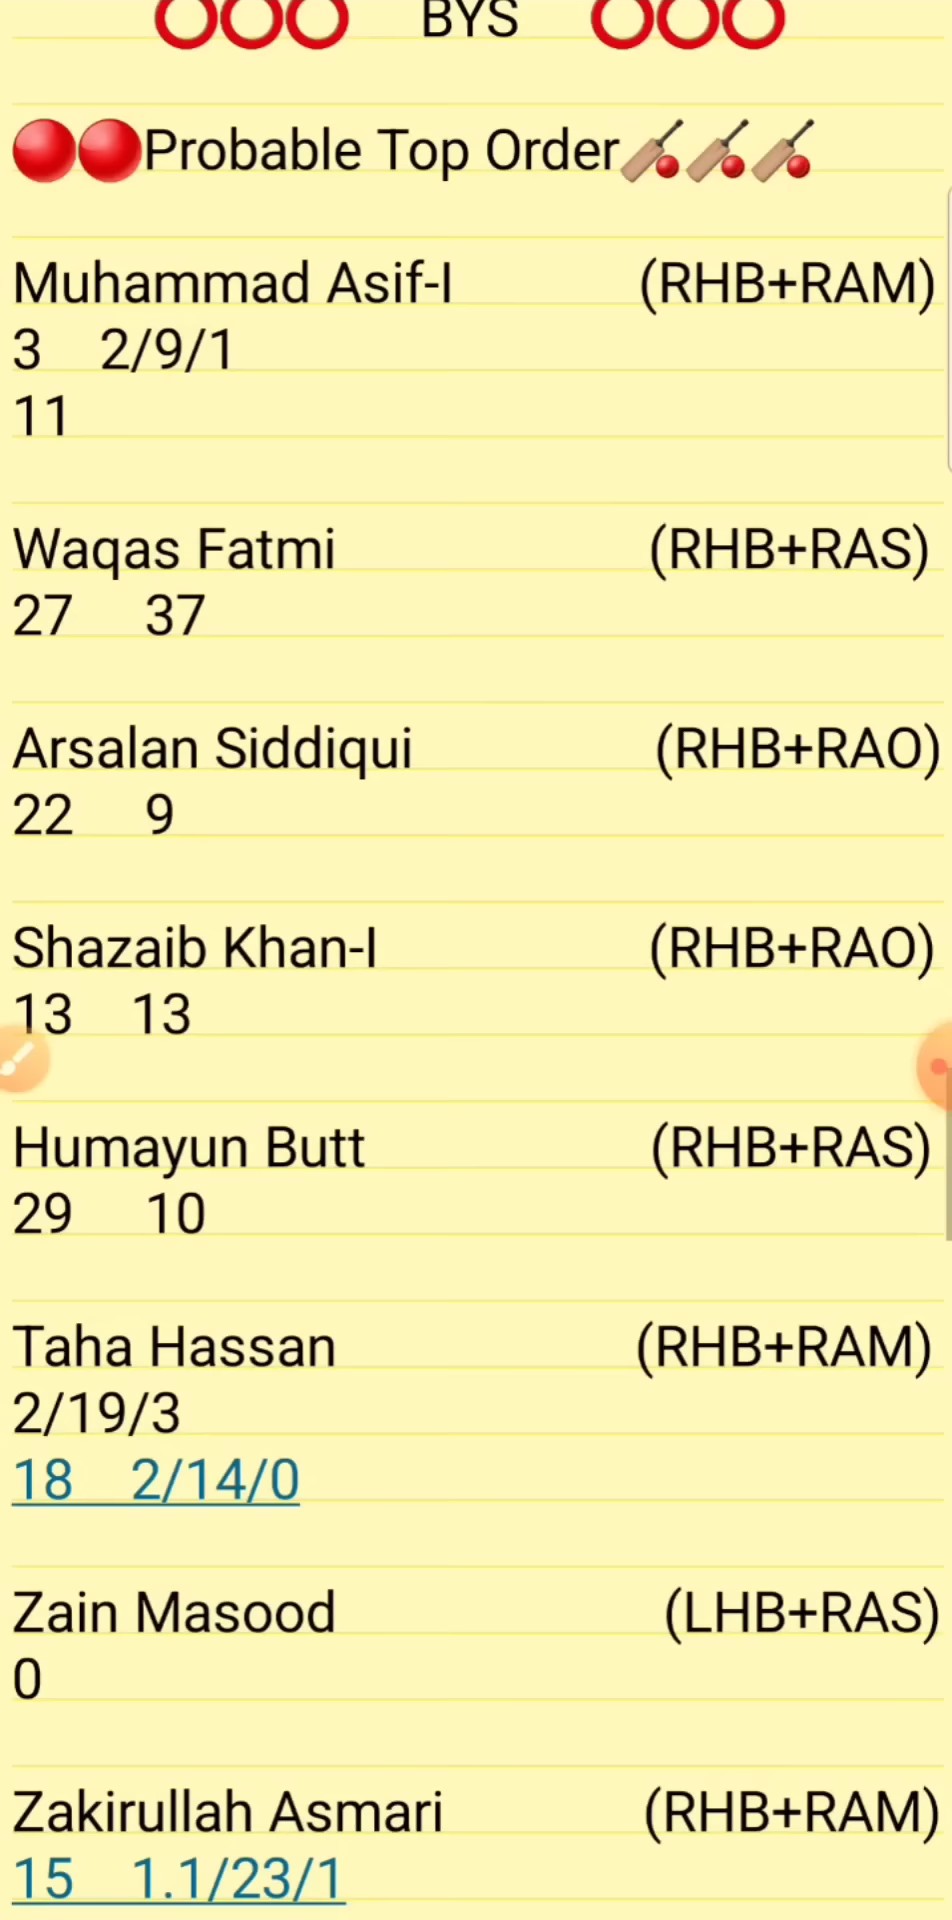 ⭕⭕⭕ BYS ⭕⭕⭕
🔴🔴Probable Top Order🏏🏏🏏
Muhammad Asif-I (RHB+RAM)
3 2/9/1
11
Waqas Fatmi (RHB+RAS)
27 37
Arsalan Siddiqui (RHB+RAO)
22 9
Shazaib Khan-I (RHB+RAO)
13 13
Humayun Butt (RHB+RAS)
29 10
Taha Hassan (RHB+RAM)
2/19/3
18 2/14/0
Zain Masood (LHB+RAS)
0
Zakirullah Asmari (RHB+RAM)
15 1.1/23/1